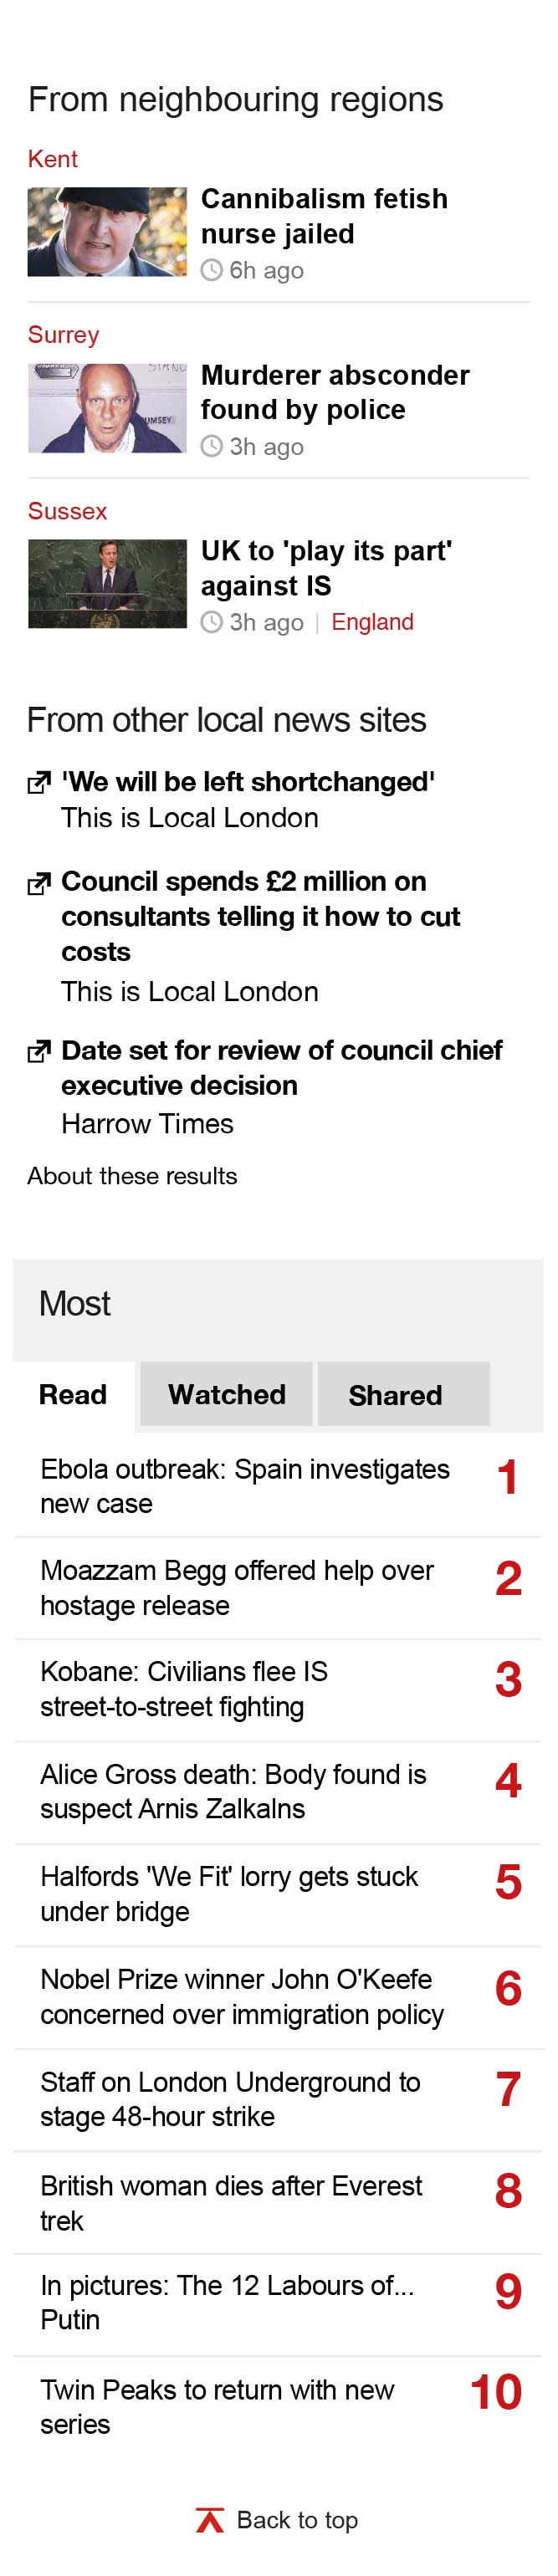 From neighbouring regions
Kent
Cannibalism fetish
nurse jailed
6h ago
Surrey
Murderer absconder
found by police
3h ago
Sussex
UK to 'play its part'
against IS
3h ago | England
From other local news sites
'We will be left shortchanged'
This is Local London
Council spends £2 million on
consultants telling it how to cut
costs
This is Local London
Date set for review of council chief
executive decision
Harrow Times
About these results
Most
Read Watched Shared
Ebola outbreak: Spain investigates 1
new case
Moazzam Begg offered help over 2
hostage release
Kobane: Civilians flee IS 3
street-to-street fighting
Alice Gross death: Body found is 4
suspect Arnis Zalkalns
Halfords 'We Fit' lorry gets stuck 5
under bridge
Nobel Prize winner John O'Keefe 6
concerned over immigration policy
Staff on London Underground to 7
stage 48-hour strike
British woman dies after Everest 8
trek
In pictures: The 12 Labours of... 9
Putin
Twin Peaks to return with new 10
series
Back to top